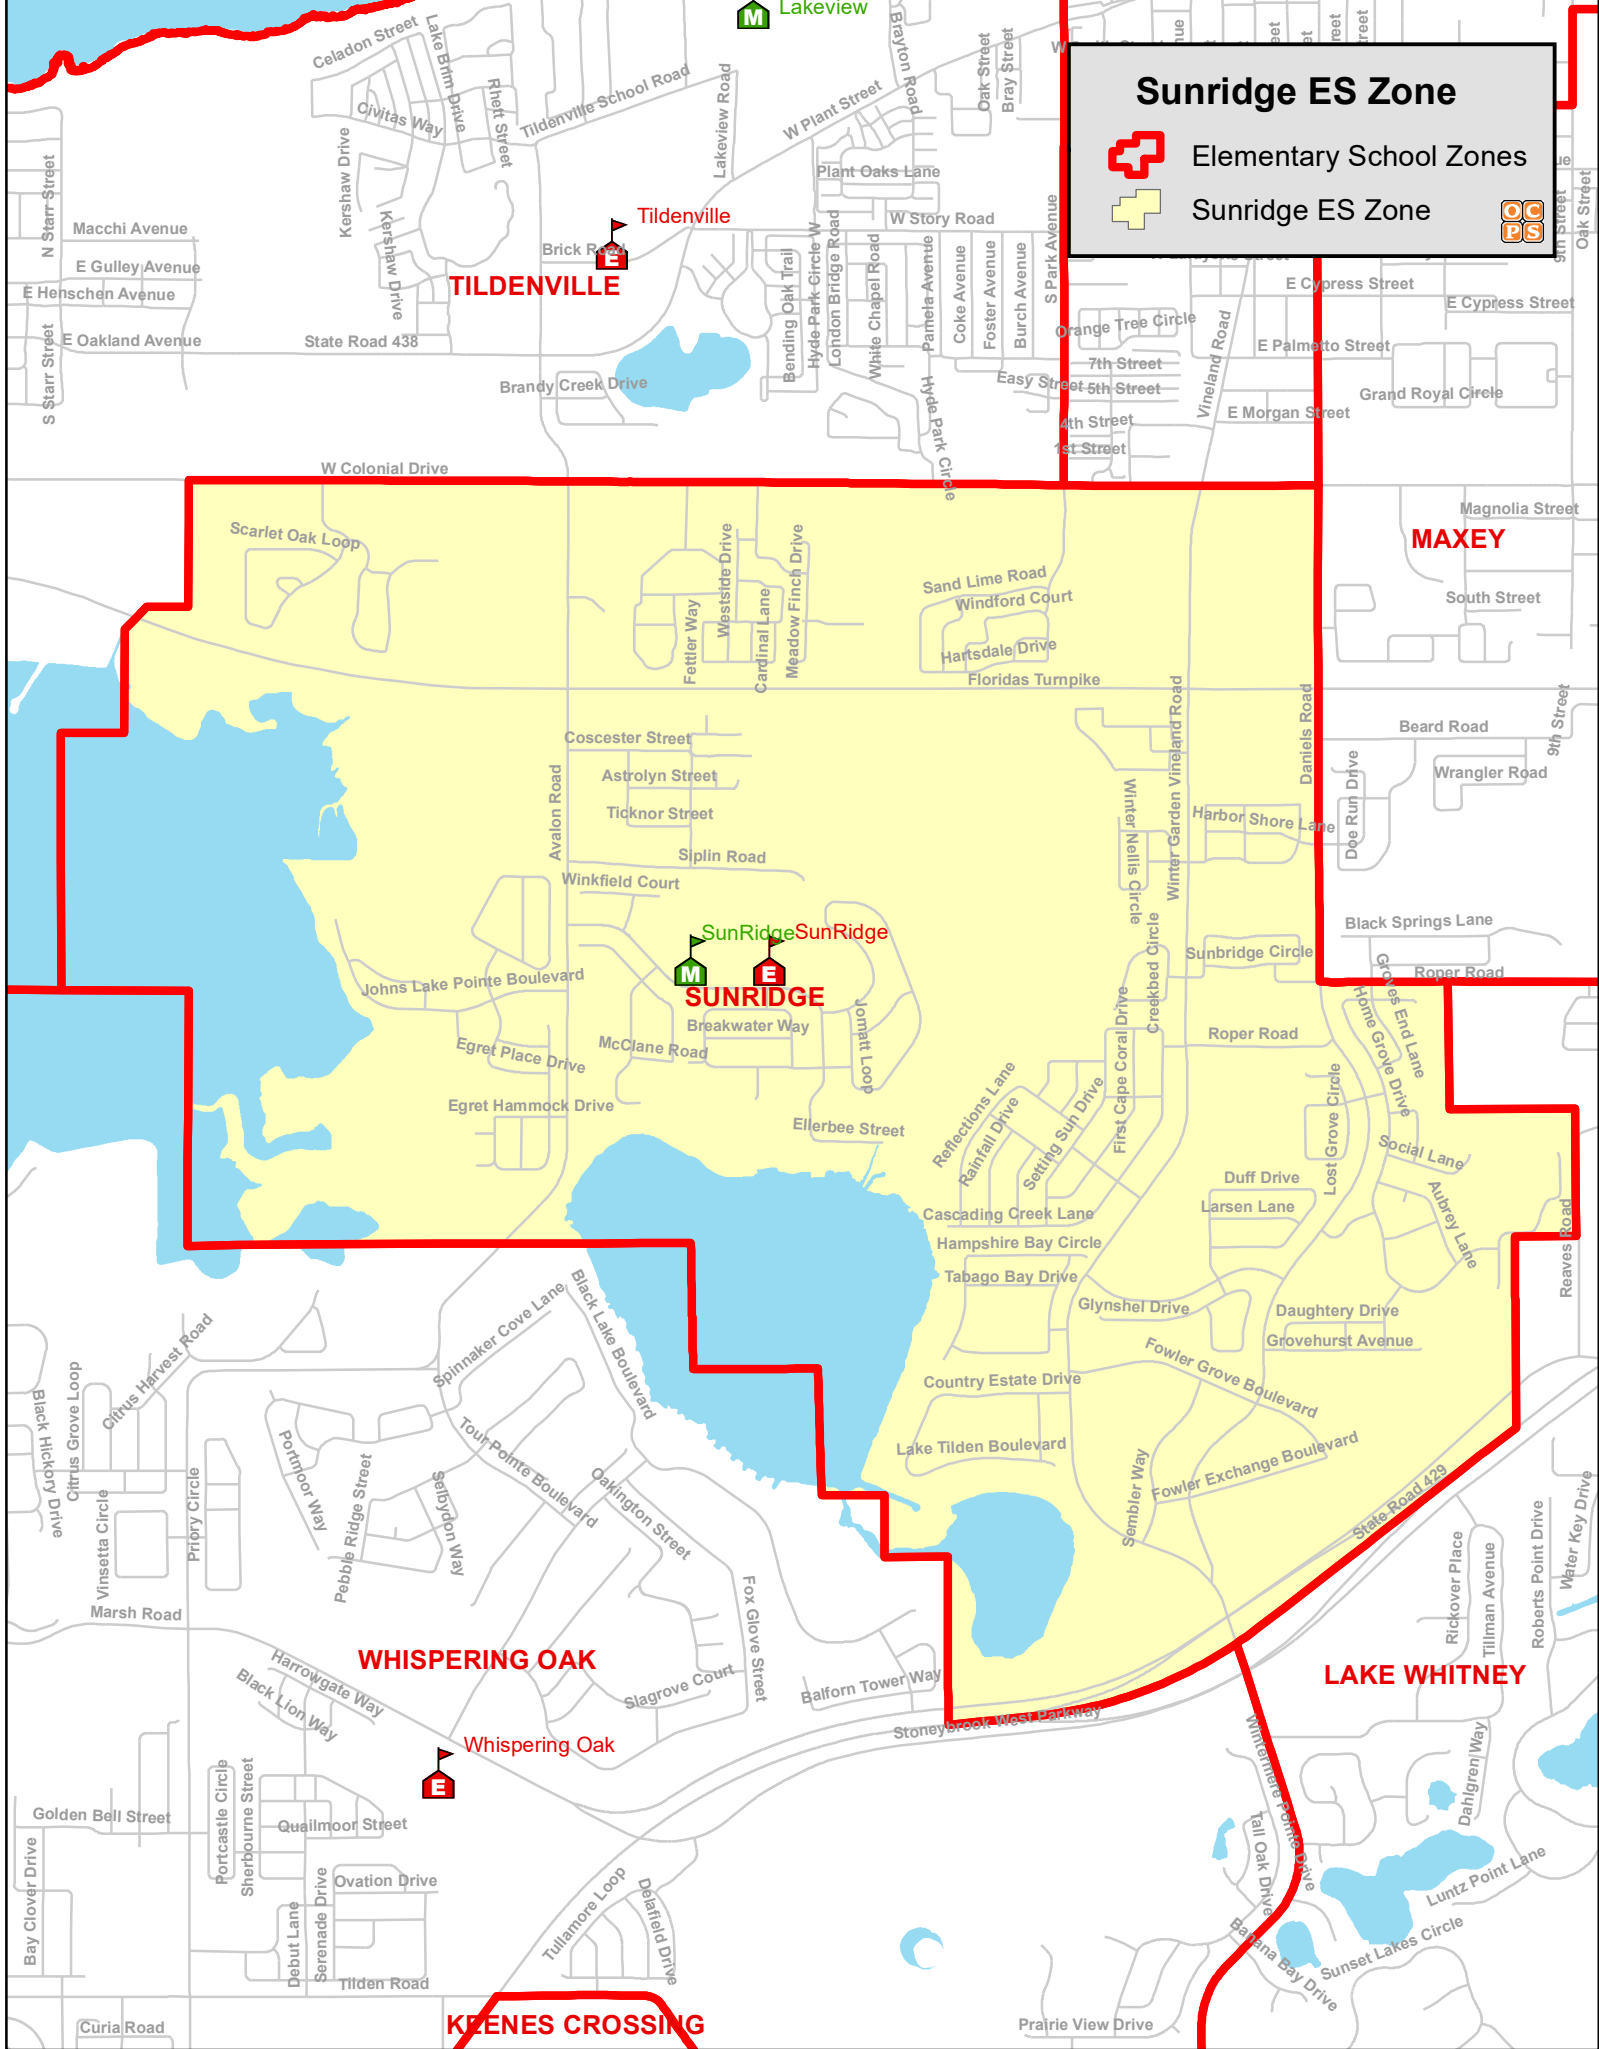 Lakeview
Celadon Street
Lake Brim Drive
Rhett Street
Civitas Way
Tildenville School Road
Kershaw Drive
Kershaw Drive
Lakeview Road
W Plant Street
Brayton Road
Oak Street
Bray Street
Sunridge ES Zone
Elementary School Zones
Sunridge ES Zone
OC
PS
Plant Oaks Lane
W Story Road
N Starr Street
Macchi Avenue
E Gulley Avenue
E Henschen Avenue
E Oakland Avenue
S Starr Street
State Road 438
Tildenville
Brick Road
E
TILDENVILLE
Brandy Creek Drive
Bending Oak Trail
Hyde Park Circle W
London Bridge Road
White Chapel Road
Pamela Avenue
Coke Avenue
Foster Avenue
Burch Avenue
S Park Avenue
Hyde Park Circle
Easy Street
Orange Tree Circle
7th Street
5th Street
4th Street
1st Street
Vineland Road
E Cypress Street
E Cypress Street
E Palmetto Street
Grand Royal Circle
E Morgan Street
9th Street
Oak Street
W Colonial Drive
Scarlet Oak Loop
Fettler Way
Westside Drive
Cardinal Lane
Meadow Finch Drive
Sand Lime Road
Windford Court
Hartsdale Drive
Floridas Turnpike
Magnolia Street
MAXEY
South Street
Beard Road
9th Street
Wrangler Road
Doe Run Drive
Daniels Road
Coscester Street
Astrolyn Street
Ticknor Street
Siplin Road
Winkfield Court
Avalon Road
Winter Nellis Circle
Winter Garden Vineland Road
Harbor Shore Lane
Black Springs Lane
Roper Road
SunRidge
SunRidge
M
E
SUNRIDGE
Johns Lake Pointe Boulevard
Breakwater Way
McClane Road
Jomatt Loop
Egret Place Drive
Egret Hammock Drive
Ellerbee Street
Creekbed Circle
Sunbridge Circle
First Cape Coral Drive
Roper Road
Groves End Lane
Home Grove Drive
Reflections Lane
Rainfall Drive
Setting Sun Drive
Lost Grove Circle
Social Lane
Aubrey Lane
Reaves Road
Duff Drive
Larsen Lane
Cascading Creek Lane
Hampshire Bay Circle
Tabago Bay Drive
Glynshel Drive
Daughtery Drive
Grovehurst Avenue
Fowler Grove Boulevard
Country Estate Drive
Lake Tilden Boulevard
Sembler Way
Fowler Exchange Boulevard
State Road 429
Black Lake Boulevard
Spinnaker Cove Lane
Citrus Harvest Road
Citrus Grove Loop
Black Hickory Drive
Vinsetta Circle
Priory Circle
Portmoor Way
Pebble Ridge Street
Selbydon Way
Tour Pointe Boulevard
Oakington Street
Fox Glove Street
Marsh Road
WHISPERING OAK
Harrowgate Way
Black Lion Way
Slagrove Court
Balforn Tower Way
Stoneybrook West Parkway
Rickover Place
Tillman Avenue
Roberts Point Drive
Water Key Drive
LAKE WHITNEY
Whispering Oak
E
Wintermere Pointe Drive
Dahlgren Way
Tall Oak Drive
Luntz Point Lane
Sunset Lakes Circle
Banana Bay Drive
Golden Bell Street
Portcastle Circle
Sherbourne Street
Quailmoor Street
Bay Clover Drive
Ovation Drive
Debut Lane
Serenade Drive
Tilden Road
Tullamore Loop
Delafield Drive
Curia Road
KEENES CROSSING
Prairie View Drive
M